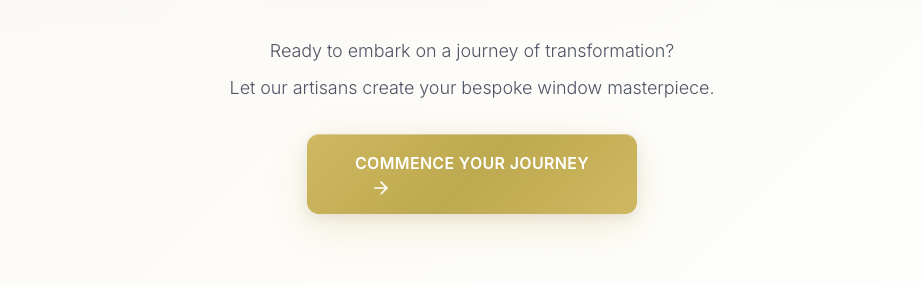 Ready to embark on a journey of transformation?
Let our artisans create your bespoke window masterpiece.
COMMENCE YOUR JOURNEY
→